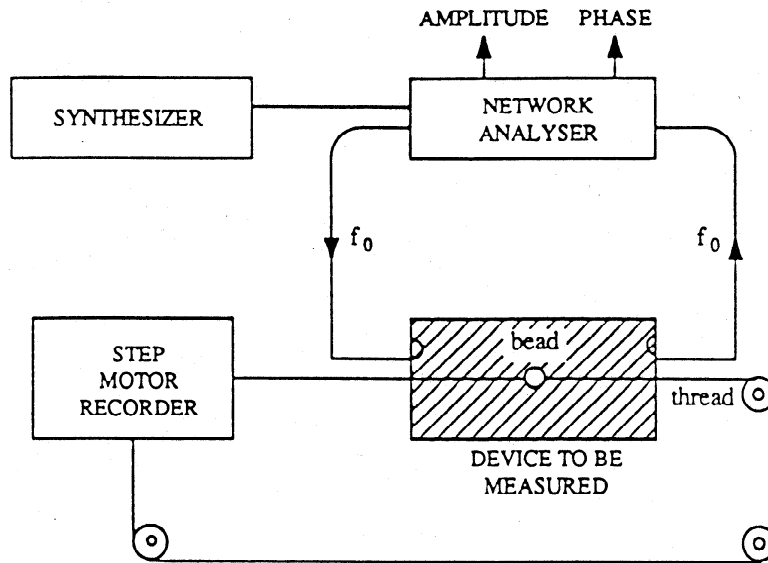 AMPLITUDE PHASE
SYNTHESIZER
NETWORK
ANALYSER
f0
f0
STEP
MOTOR
RECORDER
bead
thread
DEVICE TO BE
MEASURED